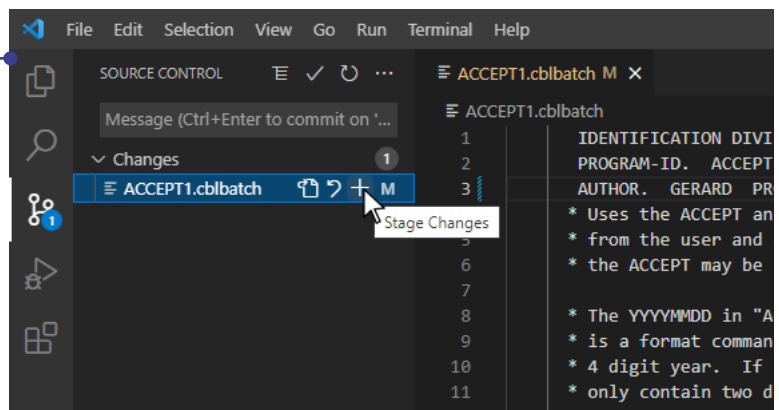 File Edit Selection View Go Run Terminal Help
SOURCE CONTROL
Message (Ctrl+Enter to commit on '...
Changes 1
ACCEPT1.cblbatch M
Stage Changes
1
ACCEPT1.cblbatch M
ACCEPT1.cblbatch
1 IDENTIFICATION DIVI
2 PROGRAM-ID. ACCEPT
3 AUTHOR. GERARD PR
* Uses the ACCEPT an
5 * from the user and
6 * the ACCEPT may be
7
8 * The YYYYMMDD in "A
9 * is a format comman
10 * 4 digit year. If
11 * only contain two d